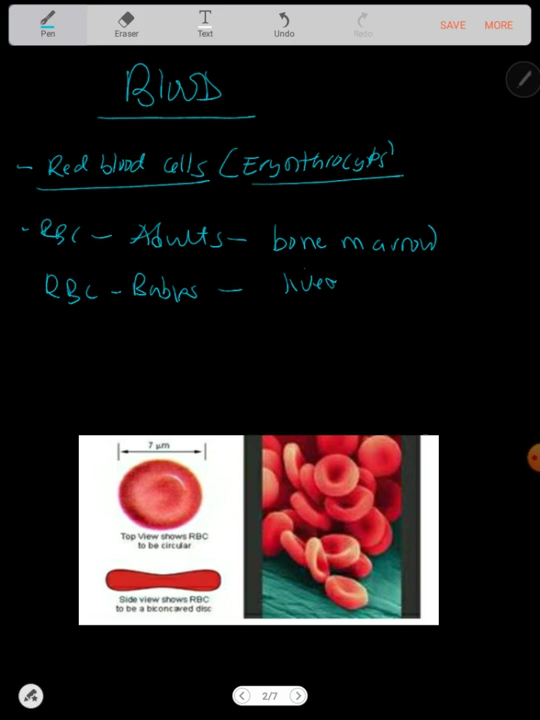 Pen Eraser Text Undo Redo SAVE MORE
Blood
- Red blood cells (Erynthrocyts)
- RBC - Adults - bone marrow
RBC - Babies - liver
7 µm
Top View shows RBC
to be circular
Side view shows RBC
to be a biconcaved disc
2/7